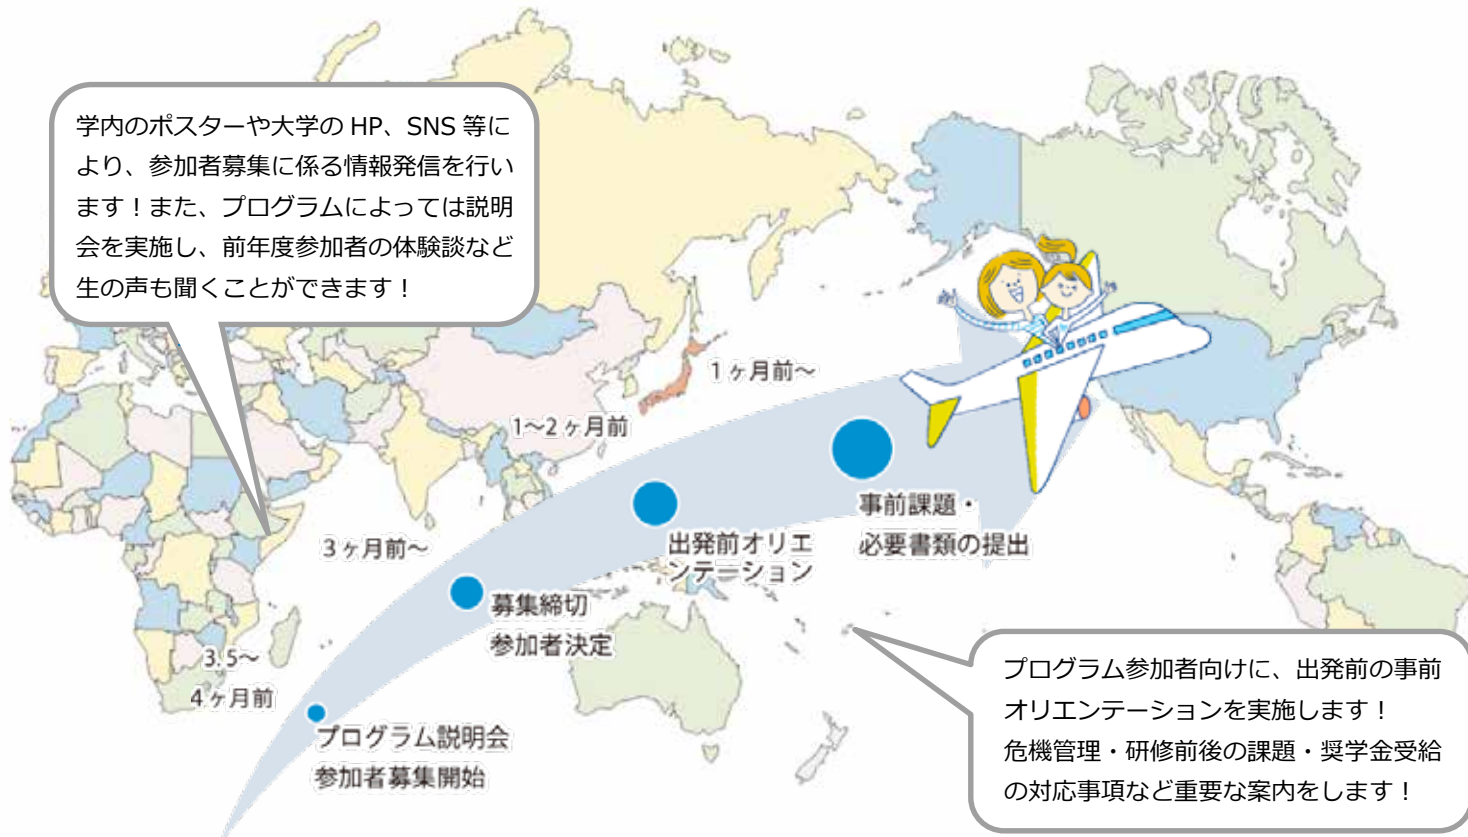 学内のポスターや大学の HP、SNS 等に
より、参加者募集に係る情報発信を行い
ます！また、プログラムによっては説明
会を実施し、前年度参加者の体験談など
生の声も聞くことができます！
1ヶ月前～
1～2ヶ月前
事前課題・
必要書類の提出
出発前オリエ
ンテーション
3ヶ月前～
募集締切
参加者決定
3.5～
4ヶ月前
プログラム説明会
参加者募集開始
プログラム参加者向けに、出発前の事前
オリエンテーションを実施します！
危機管理・研修前後の課題・奨学金受給
の対応事項など重要な案内をします！